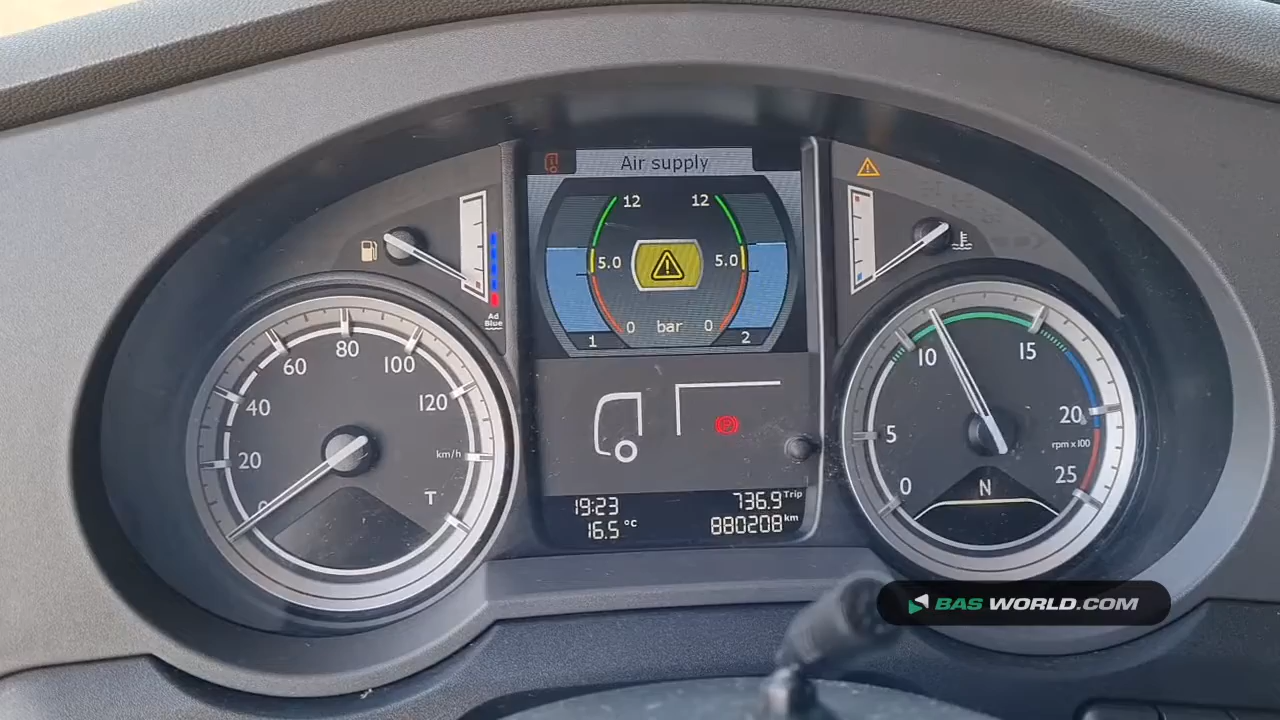 Air supply
12 12
5.0 5.0
0 bar 0
1 2
Ad
Blue
0
20
40
60
80
100
120
km/h
T
0
5
10
15
20
25
rpm x100
N
P
19:23 736.9 Trip
16.5 °C 880208 km
BAS WORLD.COM